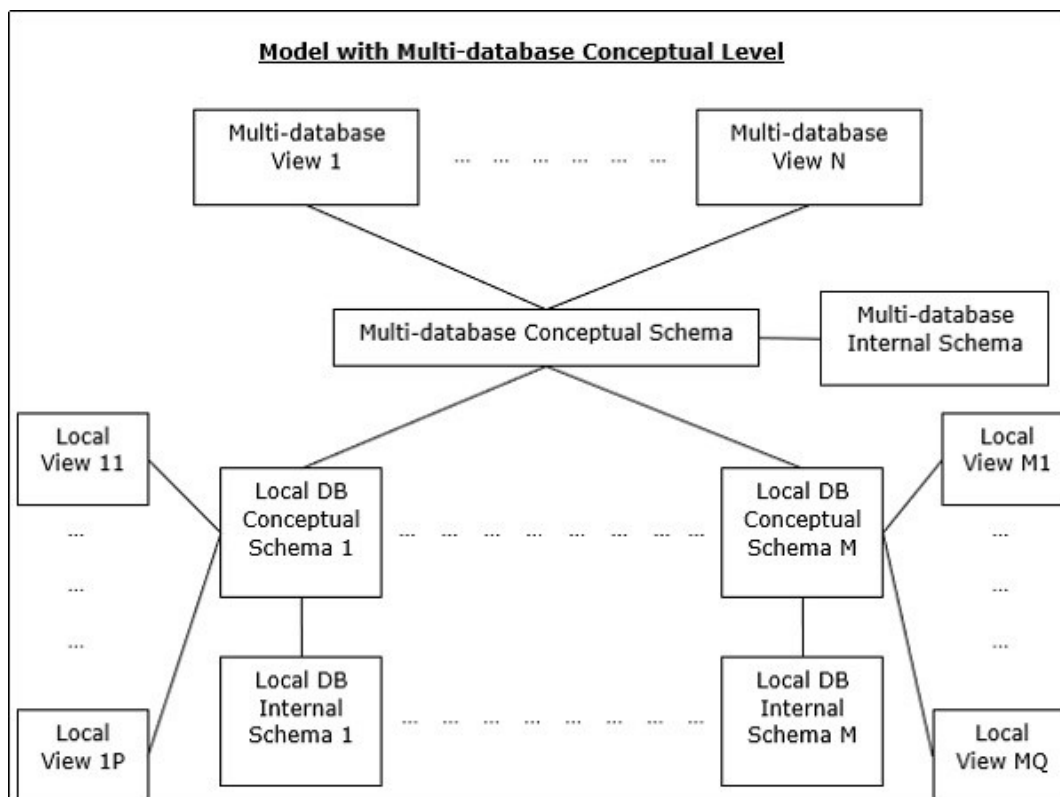 Model with Multi-database Conceptual Level
Multi-database
View 1
... ... ... ... ... ...
Multi-database
View N
Multi-database Conceptual Schema
Multi-database
Internal Schema
Local
View 11
...
...
...
Local
View 1P
Local DB
Conceptual
Schema 1
... ... ... ... ... ... ... ...
Local DB
Conceptual
Schema M
Local
View M1
...
...
...
Local
View MQ
Local DB
Internal
Schema 1
... ... ... ... ... ... ... ...
Local DB
Internal
Schema M